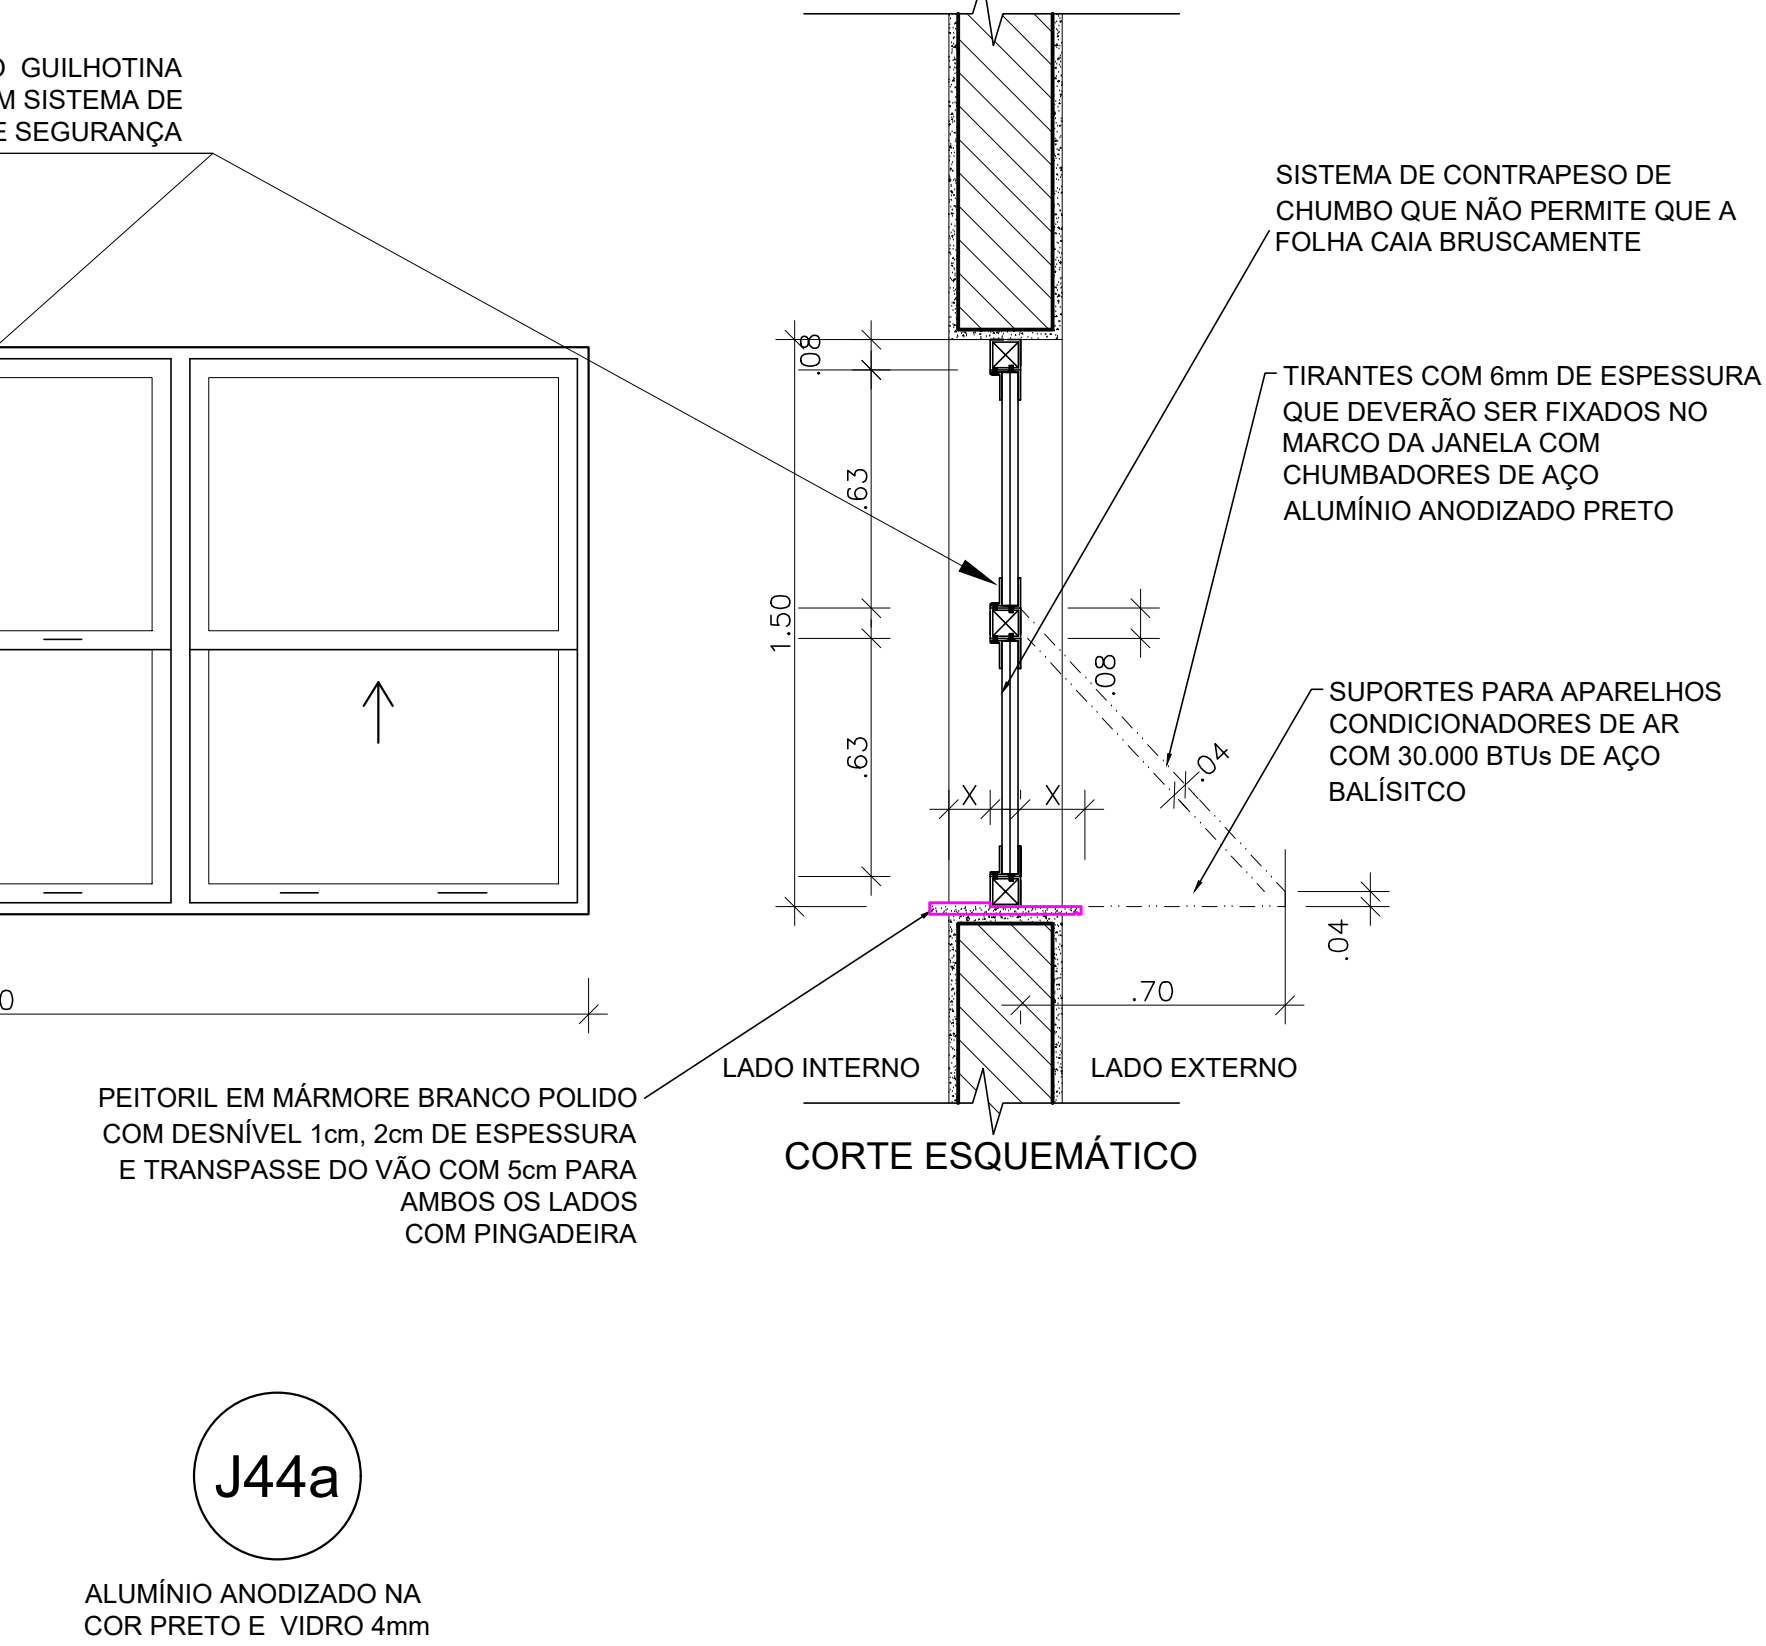 GUILHOTINA
SISTEMA DE
SEGURANÇA
SISTEMA DE CONTRAPESO DE
CHUMBO QUE NÃO PERMITE QUE A
FOLHA CAIA BRUSCAMENTE
TIRANTES COM 6mm DE ESPESSURA
QUE DEVERÃO SER FIXADOS NO
MARCO DA JANELA COM
CHUMBADORES DE AÇO
ALUMÍNIO ANODIZADO PRETO
SUPORTES PARA APARELHOS
CONDICIONADORES DE AR
COM 30.000 BTUs DE AÇO
BALÍSITCO
.08
.63
1.50
.08
.63
.04
X
X
.04
.70
LADO INTERNO
LADO EXTERNO
CORTE ESQUEMÁTICO
PEITORIL EM MÁRMORE BRANCO POLIDO
COM DESNÍVEL 1cm, 2cm DE ESPESSURA
E TRANSPASSE DO VÃO COM 5cm PARA
AMBOS OS LADOS
COM PINGADEIRA
J44a
ALUMÍNIO ANODIZADO NA
COR PRETO E VIDRO 4mm